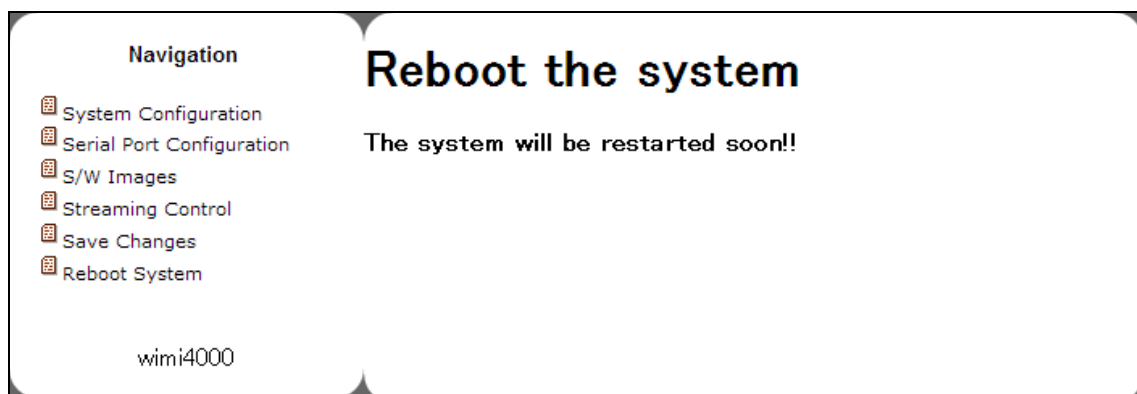 Navigation
System Configuration
Serial Port Configuration
S/W Images
Streaming Control
Save Changes
Reboot System
wimi4000
Reboot the system
The system will be restarted soon!!